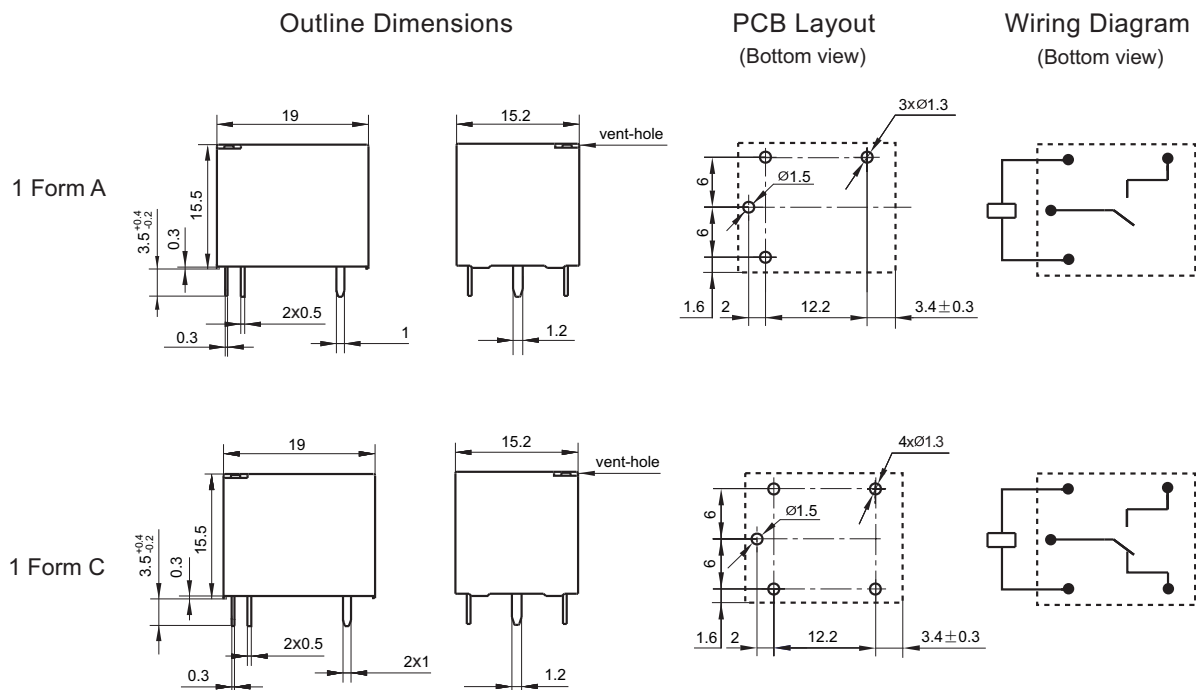 Outline Dimensions
PCB Layout
(Bottom view)
Wiring Diagram
(Bottom view)
1 Form A
19
15.5
3.5+0.4 -0.2
0.3
2x0.5
0.3
1
15.2
vent-hole
1.2
3xØ1.3
Ø1.5
6
6
1.6
2
12.2
3.4±0.3
1 Form C
19
15.5
3.5+0.4 -0.2
0.3
2x0.5
0.3
2x1
15.2
vent-hole
1.2
4xØ1.3
Ø1.5
6
6
1.6
2
12.2
3.4±0.3